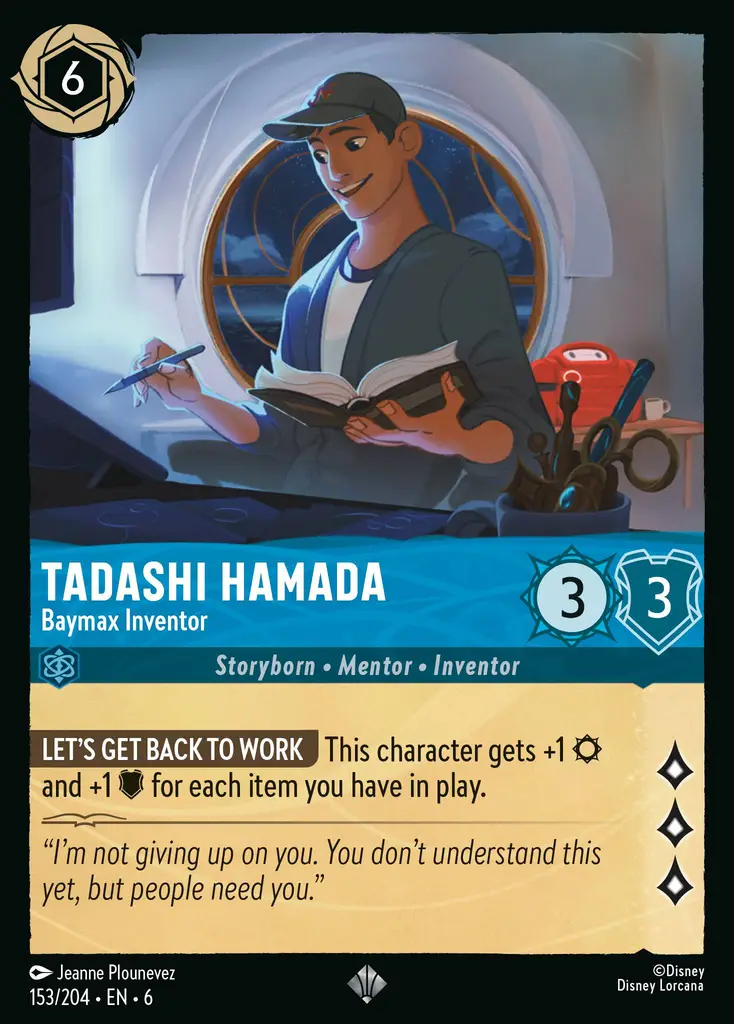 6
TADASHI HAMADA
Baymax Inventor
3
3
Storyborn • Mentor • Inventor
LET'S GET BACK TO WORK This character gets +1
and +1 for each item you have in play.
“I'm not giving up on you. You don't understand this
yet, but people need you.”
Jeanne Plounevez
153/204 • EN • 6
©Disney
Disney Lorcana